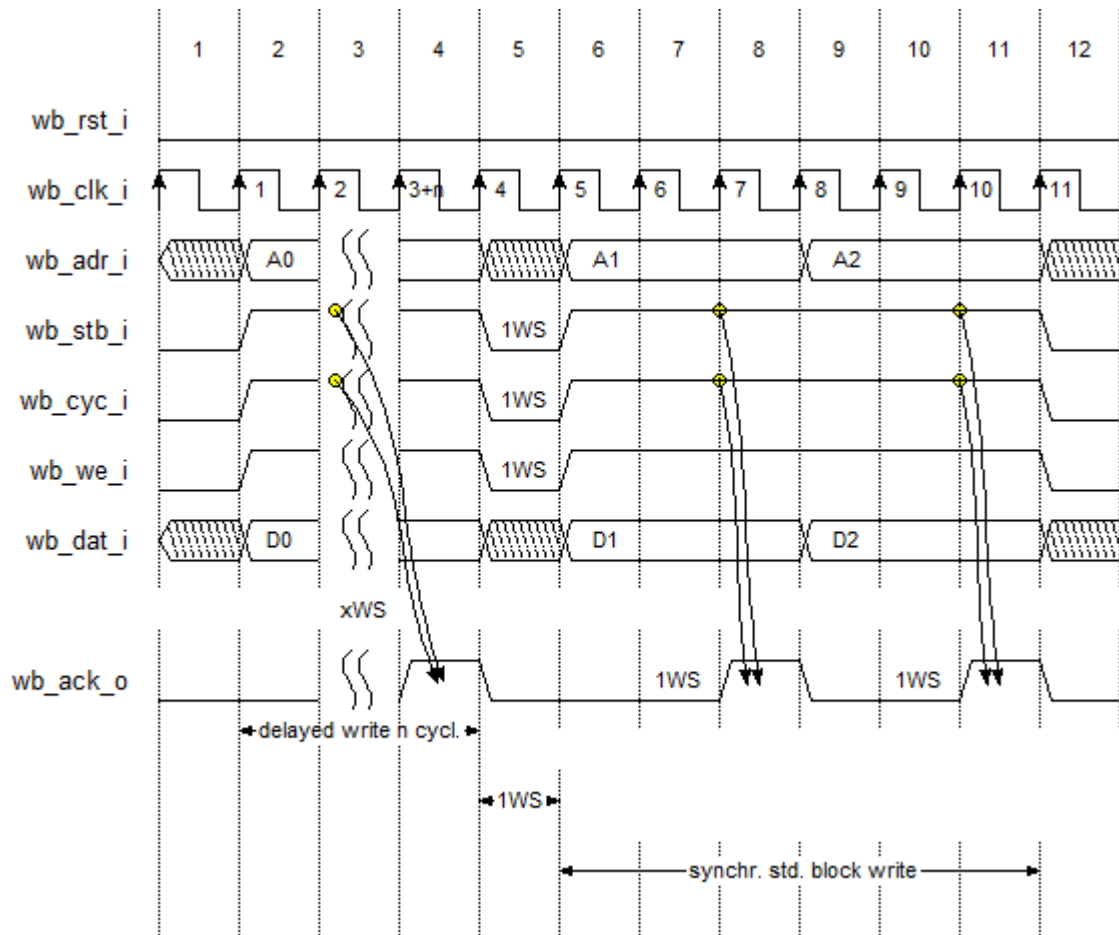 1 2 3 4 5 6 7 8 9 10 11 12
wb_rst_i
wb_clk_i 1 2 3+n 4 5 6 7 8 9 10 11
wb_adr_i A0 A1 A2
wb_stb_i 1WS
wb_cyc_i 1WS
wb_we_i 1WS
wb_dat_i D0 D1 D2
xWS
wb_ack_o 1WS 1WS
delayed write n cycl.
1WS
synchr. std. block write